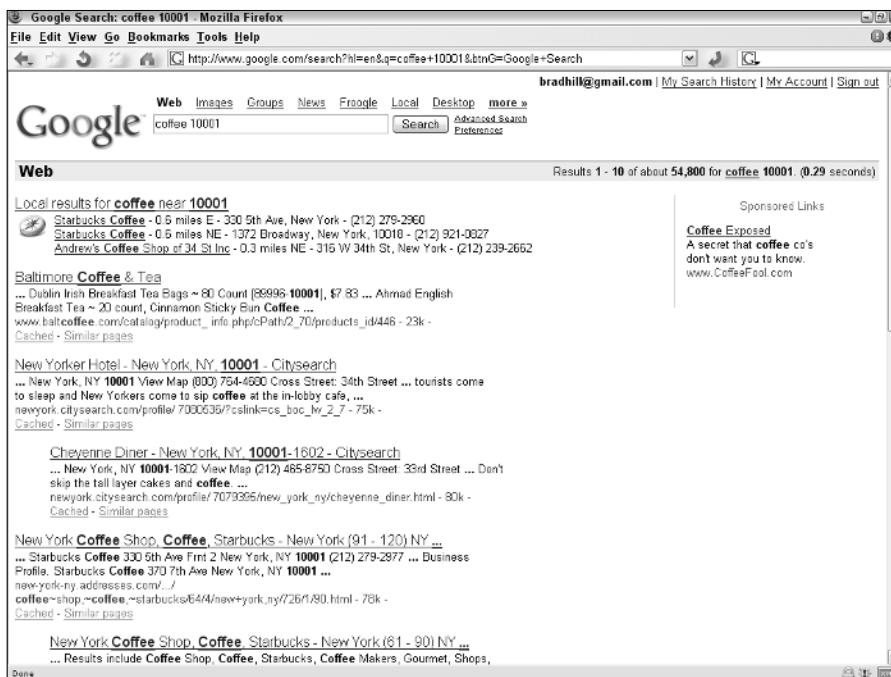 Google Search: coffee 10001 - Mozilla Firefox
File Edit View Go Bookmarks Tools Help
http://www.google.com/search?hl=en&q=coffee+10001&btnG=Google+Search
bradhill@gmail.com | My Search History | My Account | Sign out
Google
Web Images Groups News Froogle Local Desktop more »
coffee 10001
Search
Advanced Search
Preferences
Web
Results 1 - 10 of about 54,800 for coffee 10001. (0.29 seconds)
Local results for coffee near 10001
Starbucks Coffee - 0.6 miles E - 330 5th Ave, New York - (212) 279-2960
Starbucks Coffee - 0.6 miles NE - 1372 Broadway, New York, 10018 - (212) 921-0827
Andrew's Coffee Shop of 34 St Inc - 0.3 miles NE - 315 W 34th St, New York - (212) 239-2662
Sponsored Links
Coffee Exposed
A secret that coffee co's
don't want you to know.
www.CoffeeFool.com
Baltimore Coffee & Tea
... Dublin Irish Breakfast Tea Bags ~ 80 Count [89996-10001], $7.83 ... Ahmad English
Breakfast Tea ~ 20 count, Cinnamon Sticky Bun Coffee ...
www.baltcoffee.com/catalog/product_ info.php/cPath/2_70/products_id/446 - 23k -
Cached - Similar pages
New Yorker Hotel - New York, NY, 10001 - Citysearch
... New York, NY 10001 View Map (800) 764-4680 Cross Street: 34th Street ... tourists come
to sleep and New Yorkers come to sip coffee at the in-lobby cafe, ...
newyork.citysearch.com/profile/ 7080536/?cslink=cs_boc_lv_2_7 - 75k -
Cached - Similar pages
Cheyenne Diner - New York, NY, 10001-1602 - Citysearch
... New York, NY 10001-1602 View Map (212) 465-8750 Cross Street: 33rd Street ... Don't
skip the tall layer cakes and coffee. ...
newyork.citysearch.com/profile/ 7079395/new_york_ny/cheyenne_diner.html - 80k -
Cached - Similar pages
New York Coffee Shop, Coffee, Starbucks - New York (91 - 120) NY ...
... Starbucks Coffee 330 5th Ave Frnt 2 New York, NY 10001 (212) 279-2977 ... Business
Profile. Starbucks Coffee 370 7th Ave New York, NY 10001 ...
new-york-ny.addresses.com/.../
coffee~shop,~coffee,~starbucks/64/4/new+york,ny/726/1/90.html - 78k -
Cached - Similar pages
New York Coffee Shop, Coffee, Starbucks - New York (61 - 90) NY ...
... Results include Coffee Shop, Coffee, Starbucks, Coffee Makers, Gourmet, Shops,
Done